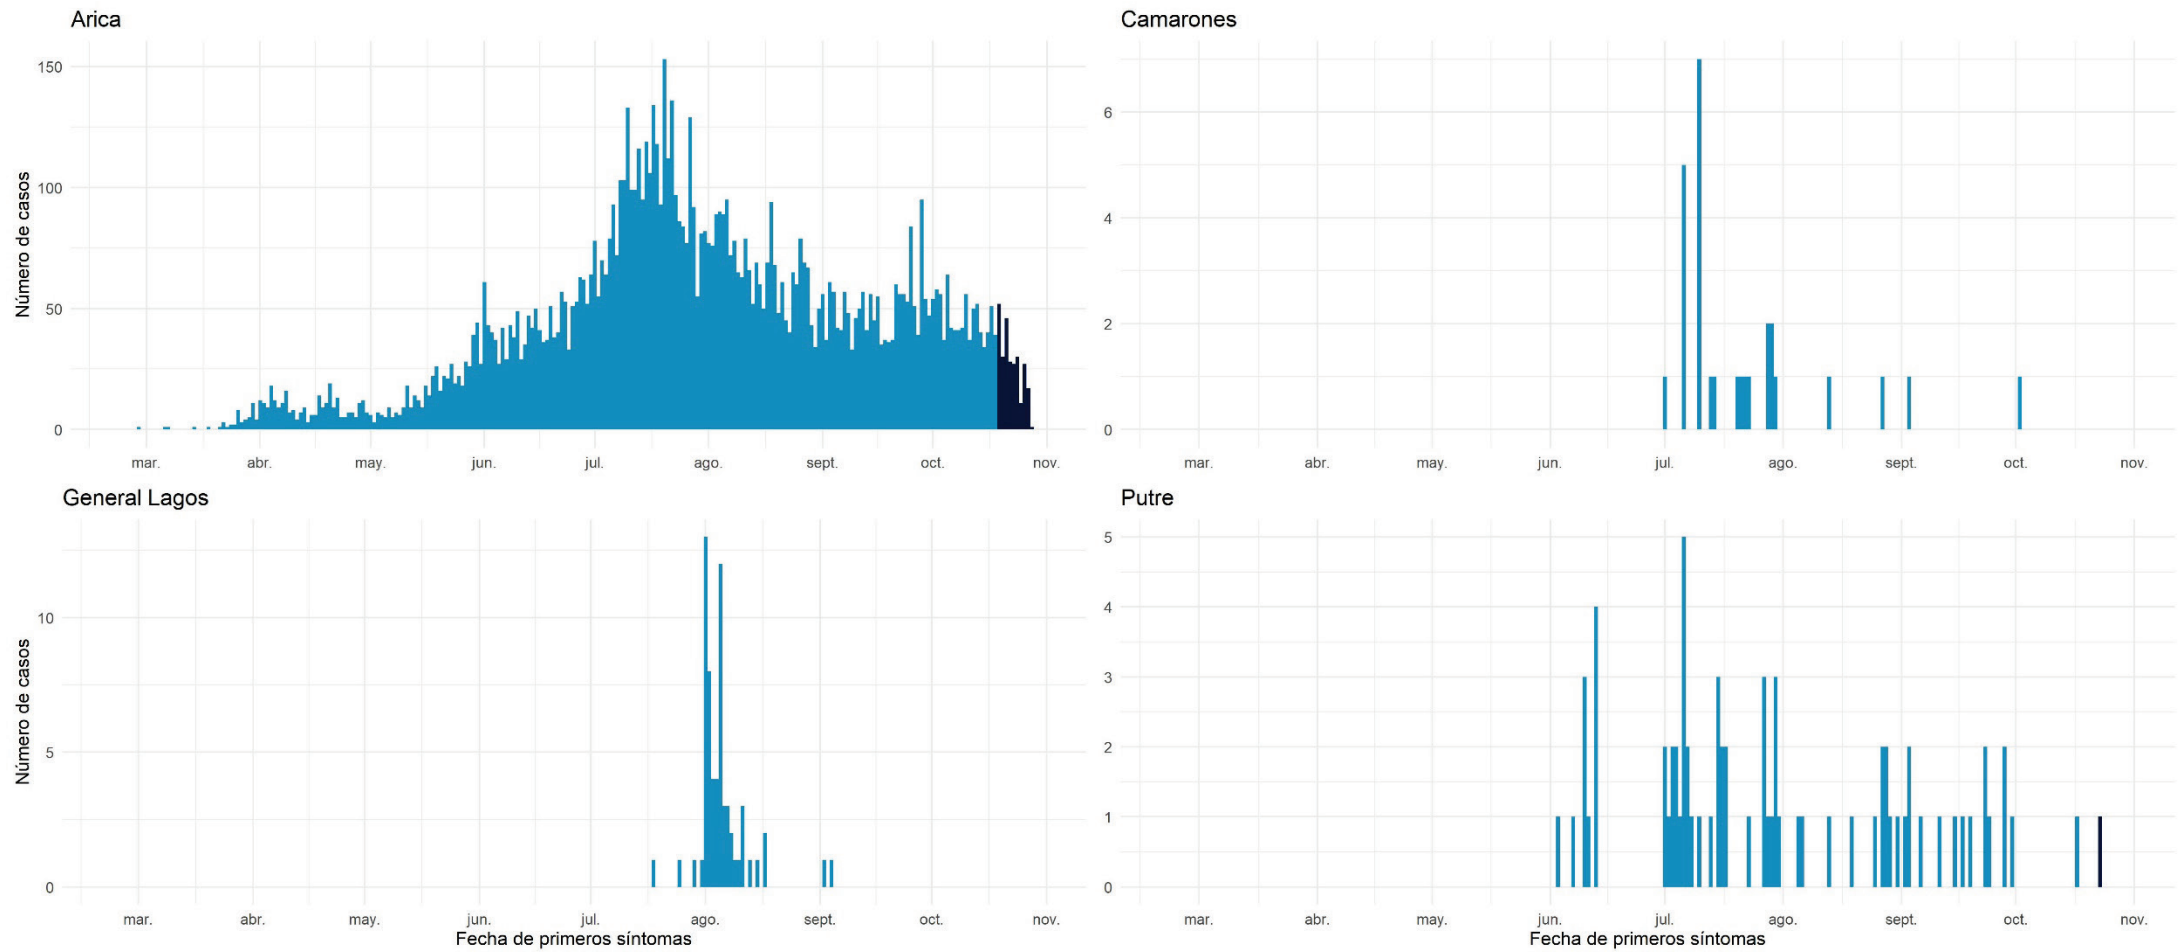 Arica
Número de casos
150
100
50
0
mar. abr. may. jun. jul. ago. sept. oct. nov.
Camarones
6
4
2
0
mar. abr. may. jun. jul. ago. sept. oct. nov.
General Lagos
Número de casos
10
5
0
mar. abr. may. jun. jul. ago. sept. oct. nov.
Fecha de primeros síntomas
Putre
5
4
3
2
1
0
mar. abr. may. jun. jul. ago. sept. oct. nov.
Fecha de primeros síntomas